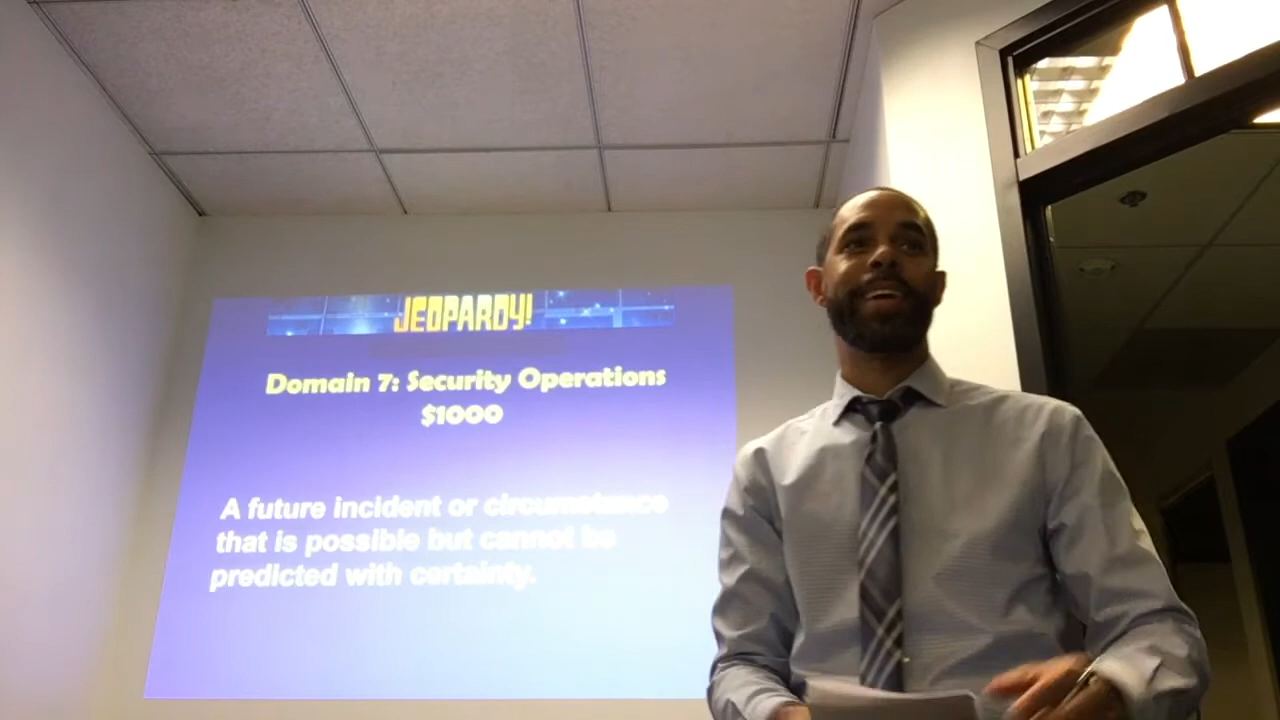 JEOPARDY!
Domain 7: Security Operations
$1000
A future incident or circumstance
that is possible but cannot be
predicted with certainty.